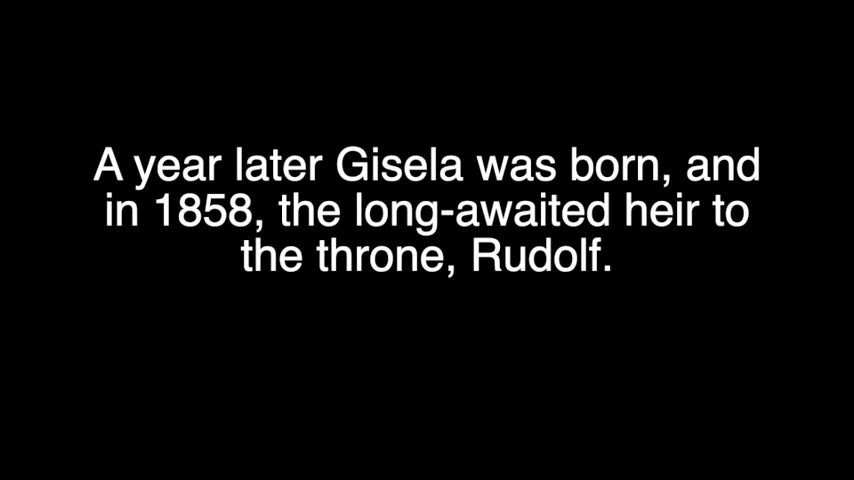 A year later Gisela was born, and
in 1858, the long-awaited heir to
the throne, Rudolf.